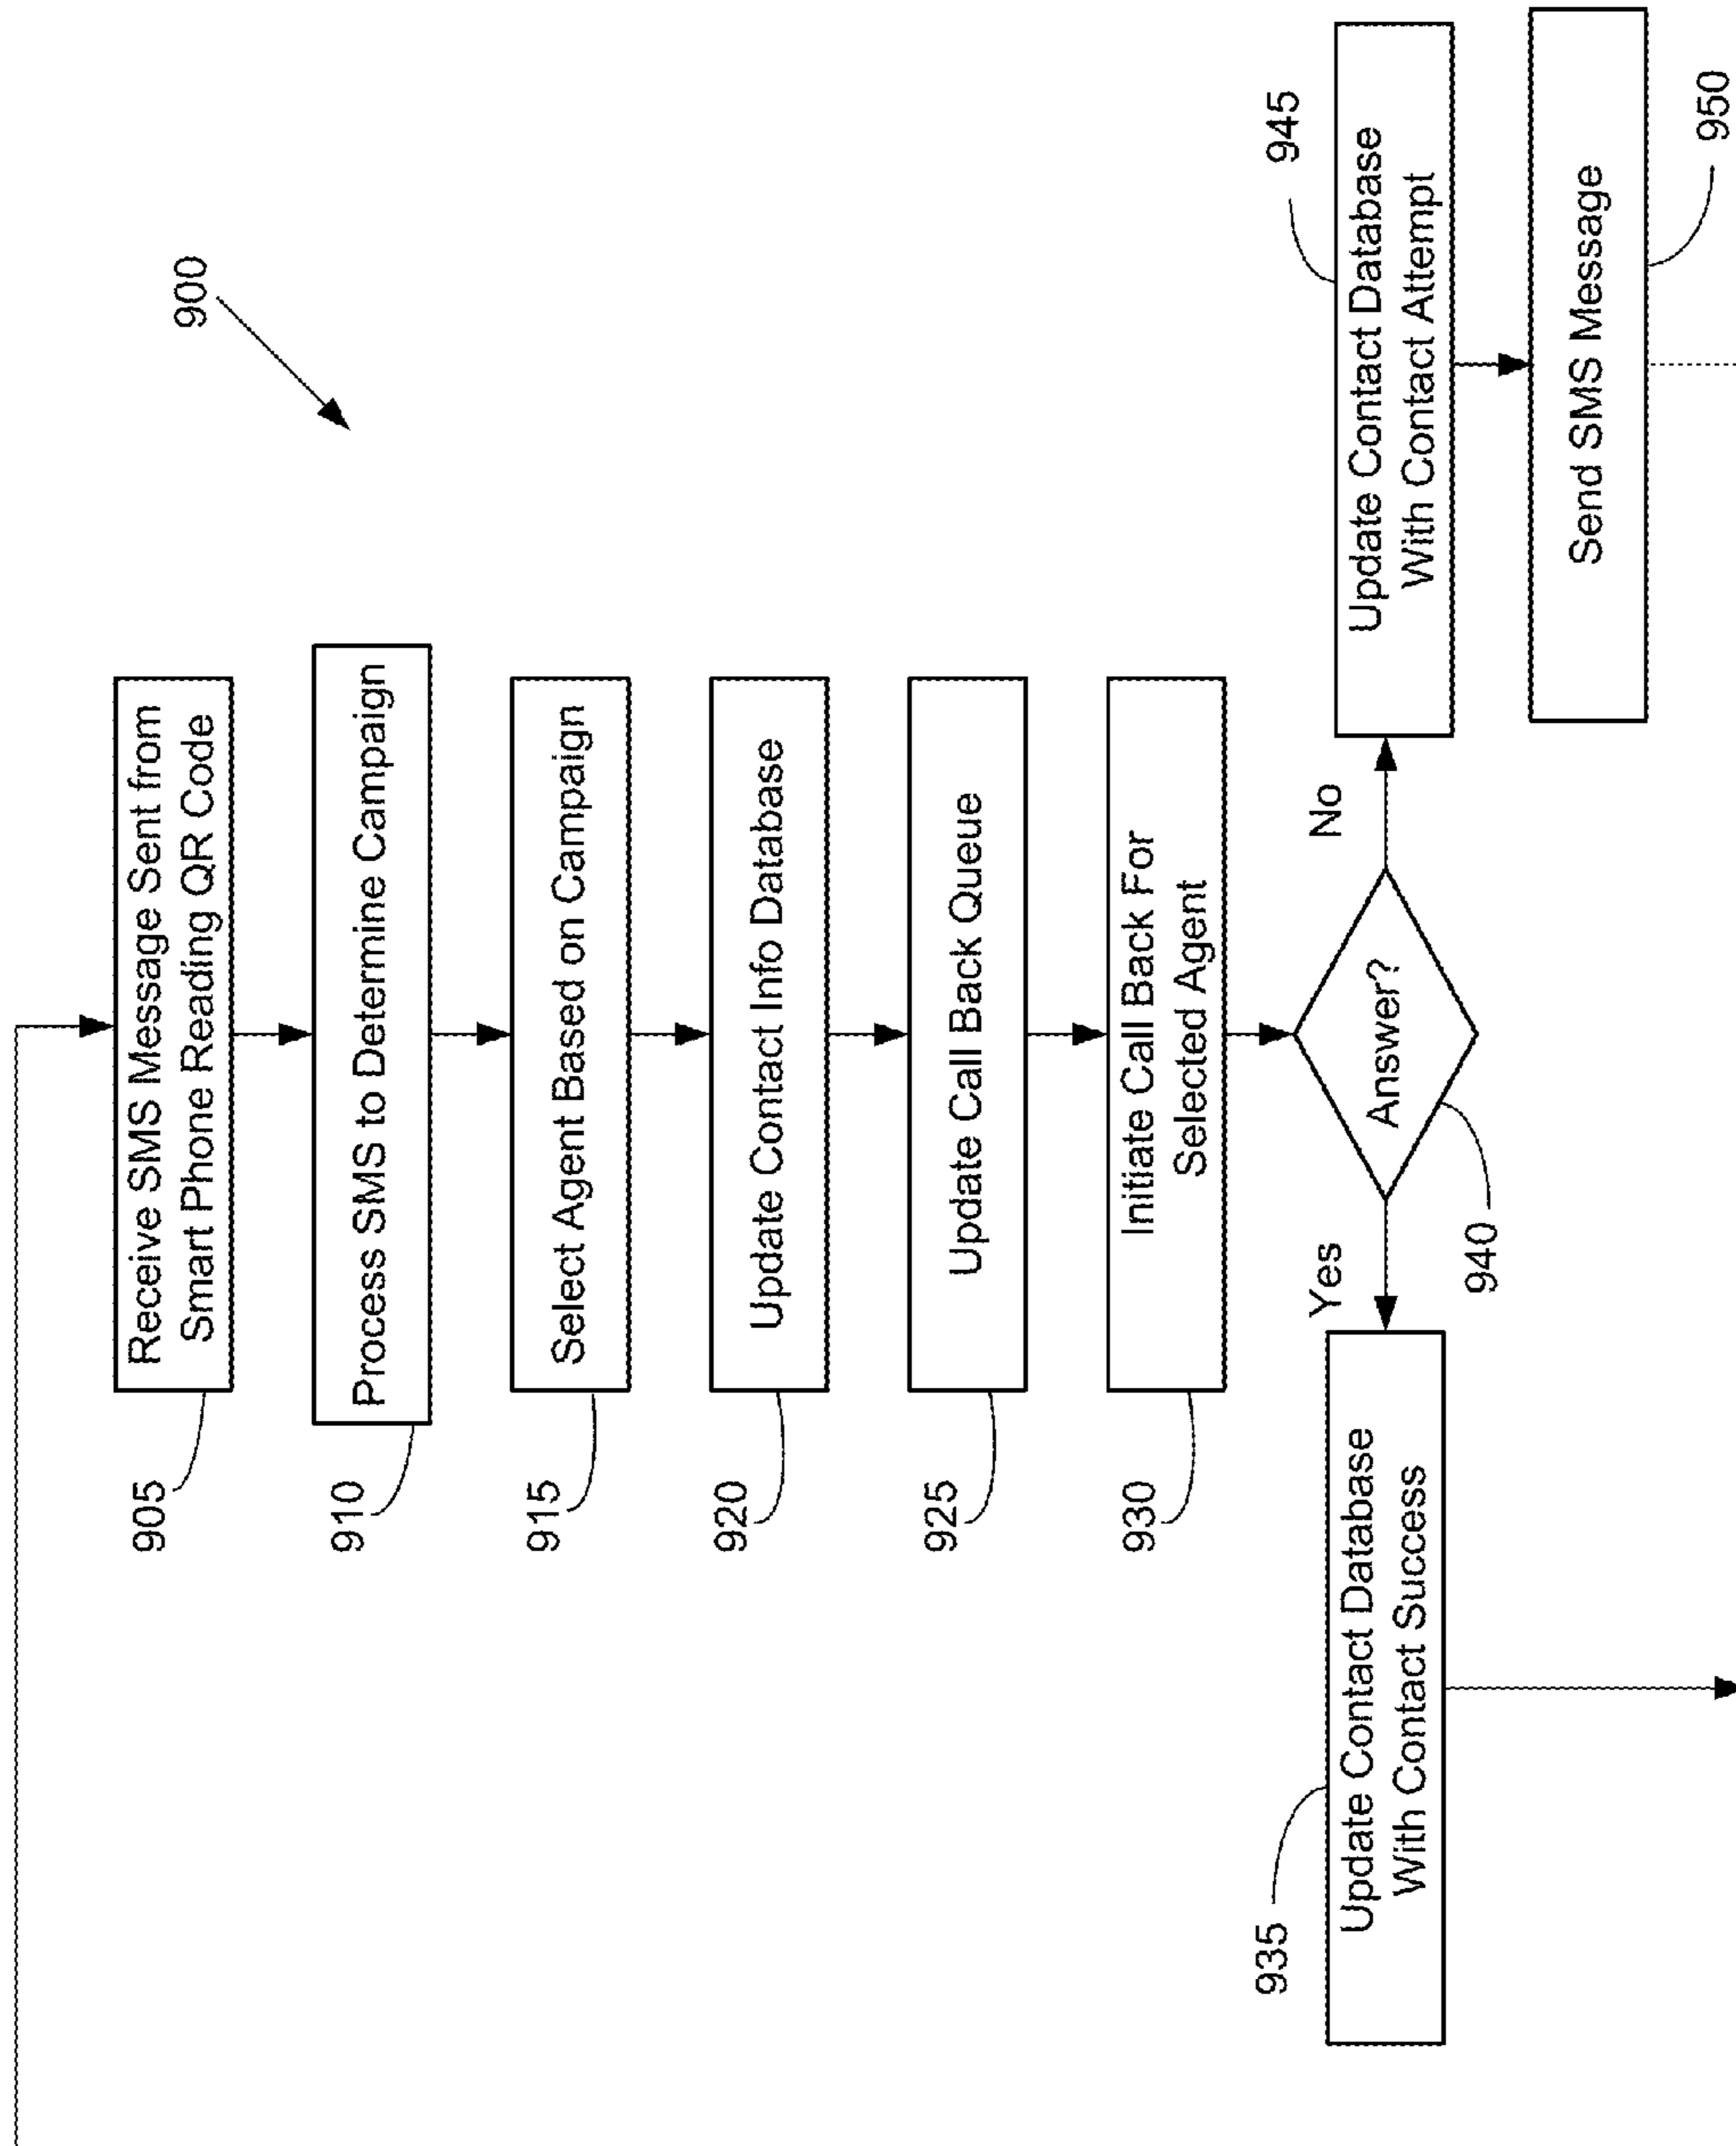 900
Receive SMS Message Sent from
Smart Phone Reading QR Code
905
Process SMS to Determine Campaign
910
Select Agent Based on Campaign
915
Update Contact Info Database
920
Update Call Back Queue
925
Initiate Call Back For
Selected Agent
930
Answer?
940
Yes
No
Update Contact Database
With Contact Success
935
Update Contact Database
With Contact Attempt
945
Send SMS Message
950